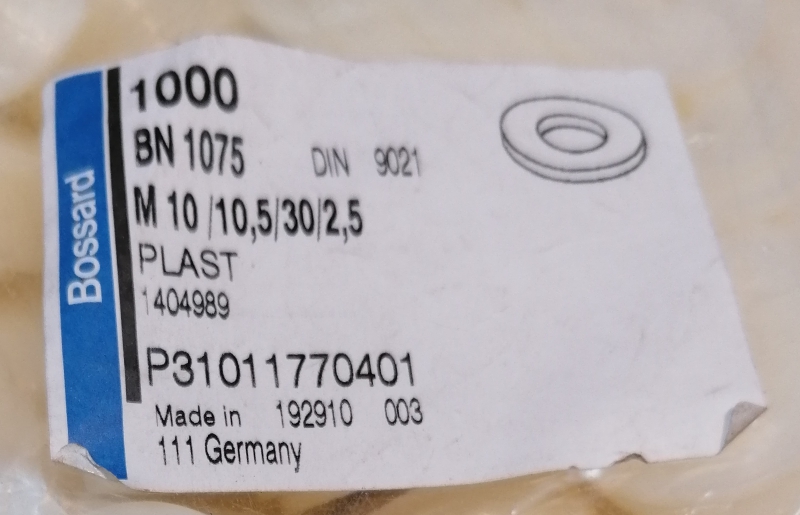 Bossard
1000
BN 1075 DIN 9021
M 10 /10,5/30/2,5
PLAST
1404989
P31011770401
Made in 192910 003
111 Germany